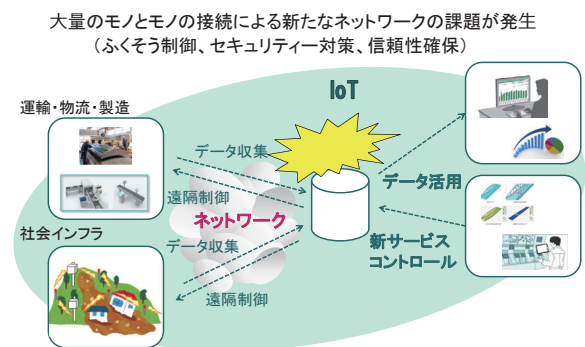 大量のモノとモノの接続による新たなネットワークの課題が発生
（ふくそう制御、セキュリティー対策、信頼性確保）
IoT
運輸・物流・製造
データ収集
遠隔制御
データ活用
ネットワーク
社会インフラ
データ収集
新サービス
コントロール
遠隔制御